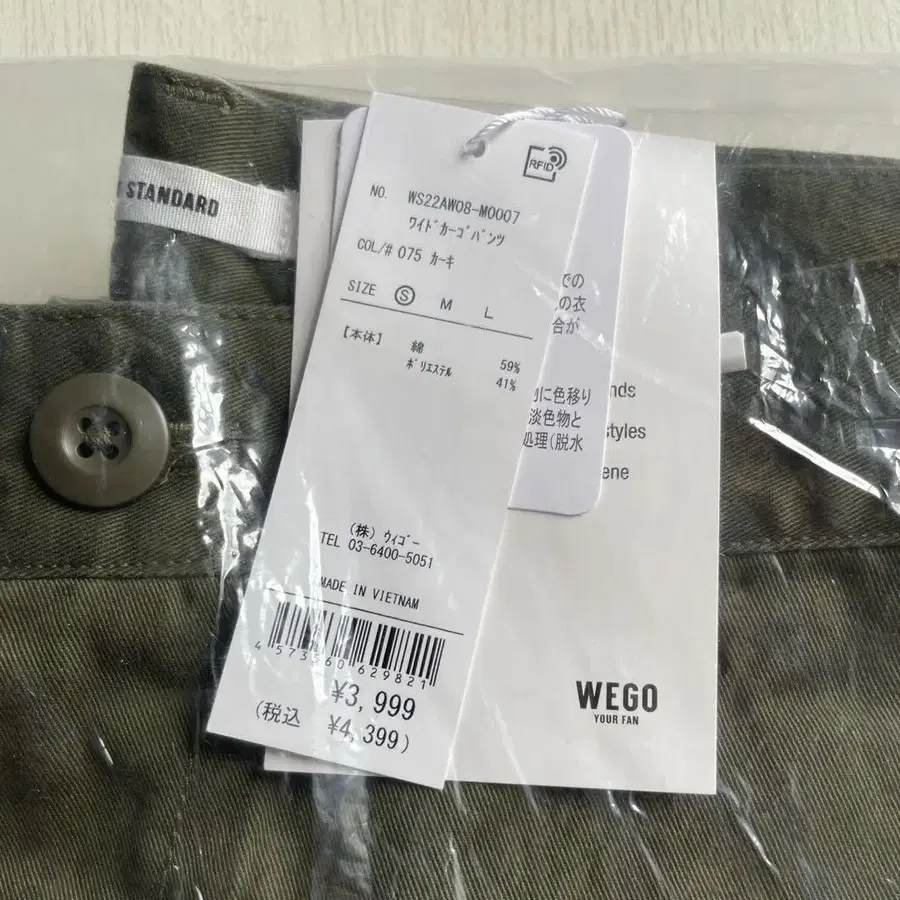 STANDARD
RFID
NO. WS22AW08-M0007
ワイドカーゴパンツ
COL/# 075 カーキ
SIZE Ⓢ M L
【本体】 綿 59%
ポリエステル 41%
(株) ウィゴー
TEL 03-6400-5051
MADE IN VIETNAM
4 573360 629821
¥3,999
(税込 ¥4,399)
での
の衣
合が
に色移り
淡色物と
処理(脱水
nds
styles
ene
WEGO
YOUR FAN